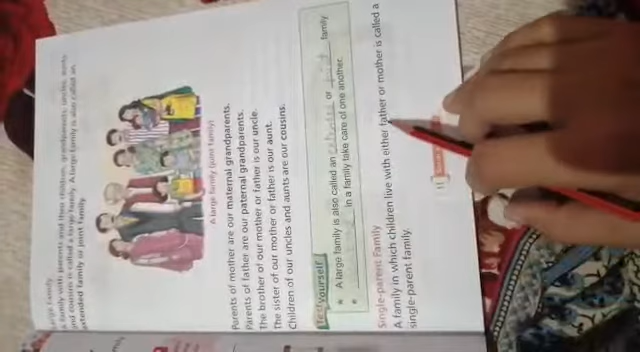 Large Family
a family with parents and their children, grandparents, uncles, aunts
and cousins is called a large family. A large family is also called an
extended family or joint family.
A large family (joint family)
Parents of mother are our maternal grandparents.
Parents of father are our paternal grandparents.
The brother of our mother or father is our uncle.
The sister of our mother or father is our aunt.
Children of our uncles and aunts are our cousins.
Test Yourself
★ A large family is also called an or family
★ In a family take care of one another.
Single-parent Family
A family in which children live with either father or mother is called a
single-parent family.